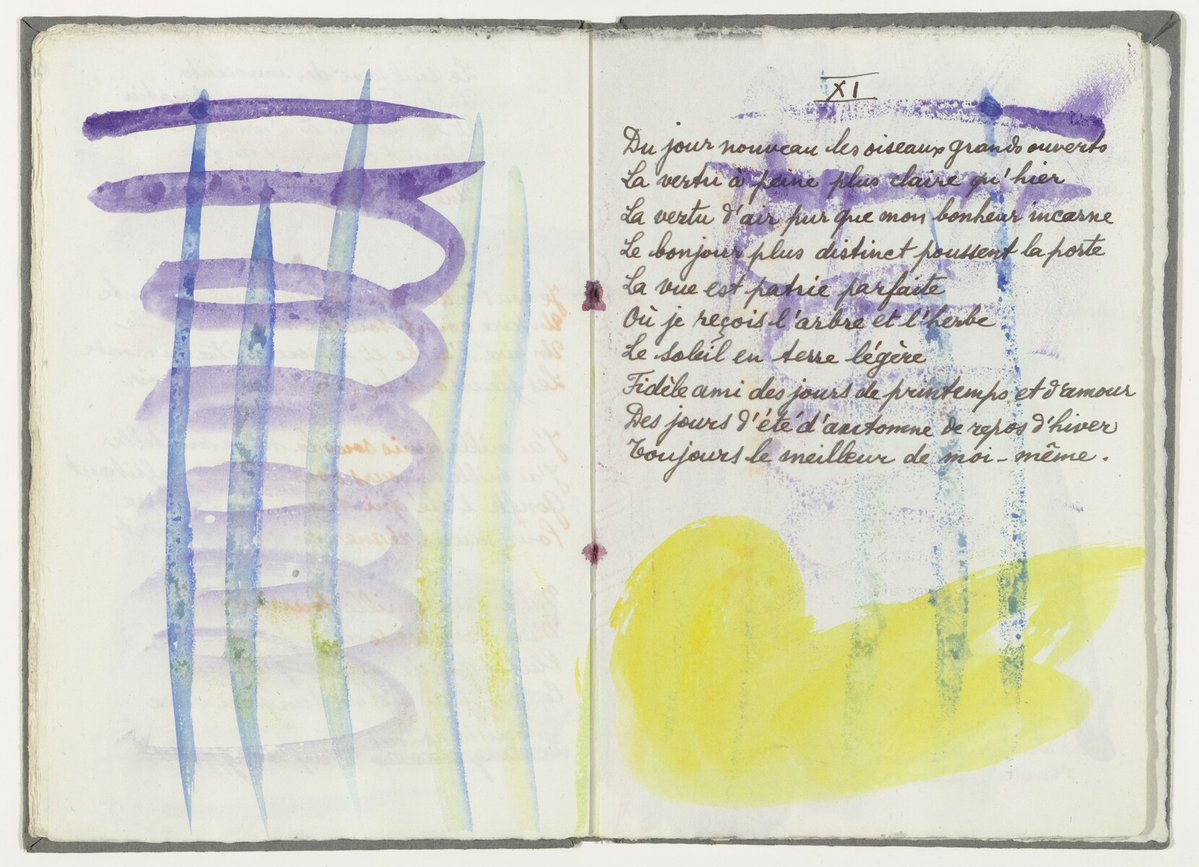 XI
Du jour nouveau les oiseaux grands ouverts
La vertu à peine plus claire qu'hier
La vertu d'air pur que mon bonheur incarne
Le bonjour plus distinct poussent la porte
La vue est patrie parfaite
Où je reçois l'arbre et l'herbe
Le soleil en terre légère
Fidèle ami des jours de printemps et d'amour
Des jours d'été d'automne de repos d'hiver
Toujours le meilleur de moi-même.